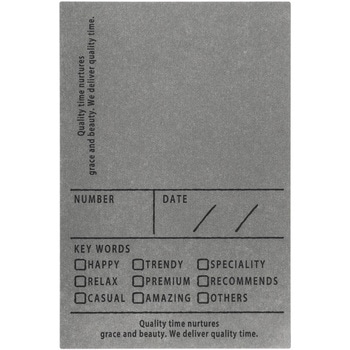 Quality time nurtures
grace and beauty. We deliver quality time.
NUMBER
DATE
/ /
KEY WORDS
HAPPY TRENDY SPECIALITY
RELAX PREMIUM RECOMMENDS
CASUAL AMAZING OTHERS
Quality time nurtures
grace and beauty. We deliver quality time.